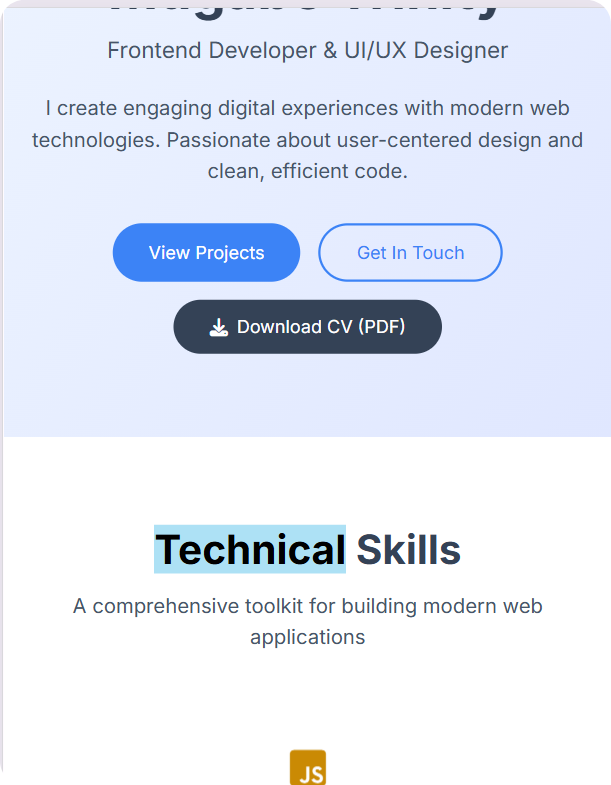 Frontend Developer & UI/UX Designer
I create engaging digital experiences with modern web
technologies. Passionate about user-centered design and
clean, efficient code.
View Projects
Get In Touch
Download CV (PDF)
Technical Skills
A comprehensive toolkit for building modern web
applications
JS